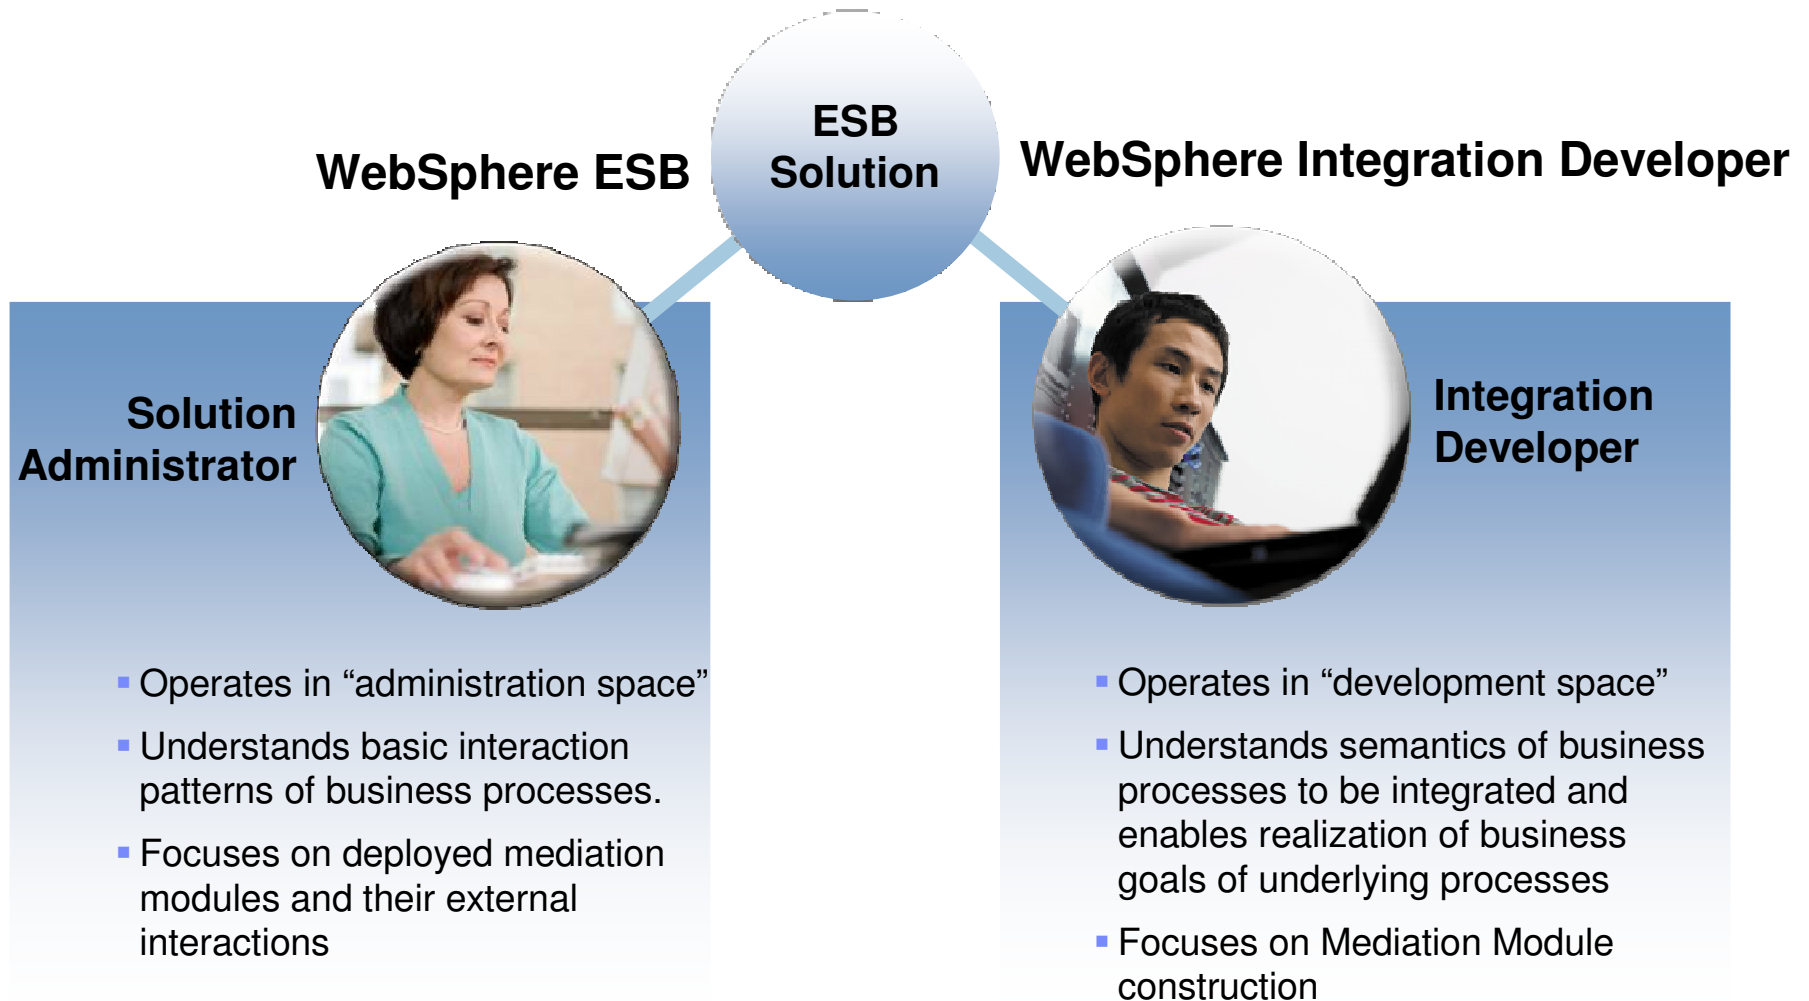 ESB
Solution
WebSphere ESB
WebSphere Integration Developer
Solution
Administrator
▪ Operates in “administration space”
▪ Understands basic interaction
patterns of business processes.
▪ Focuses on deployed mediation
modules and their external
interactions
Integration
Developer
▪ Operates in “development space”
▪ Understands semantics of business
processes to be integrated and
enables realization of business
goals of underlying processes
▪ Focuses on Mediation Module
construction